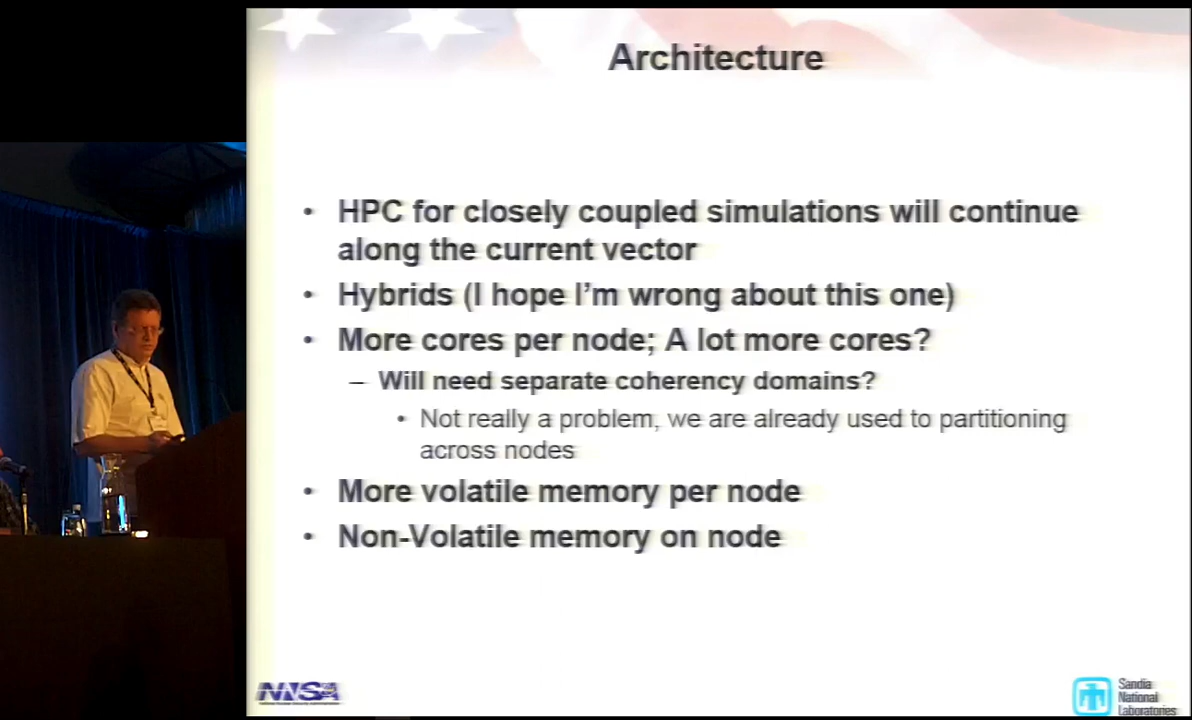 Architecture
• HPC for closely coupled simulations will continue
along the current vector
• Hybrids (I hope I'm wrong about this one)
• More cores per node; A lot more cores?
– Will need separate coherency domains?
• Not really a problem, we are already used to partitioning
across nodes
• More volatile memory per node
• Non-Volatile memory on node
NNSA
Sandia
National
Laboratories